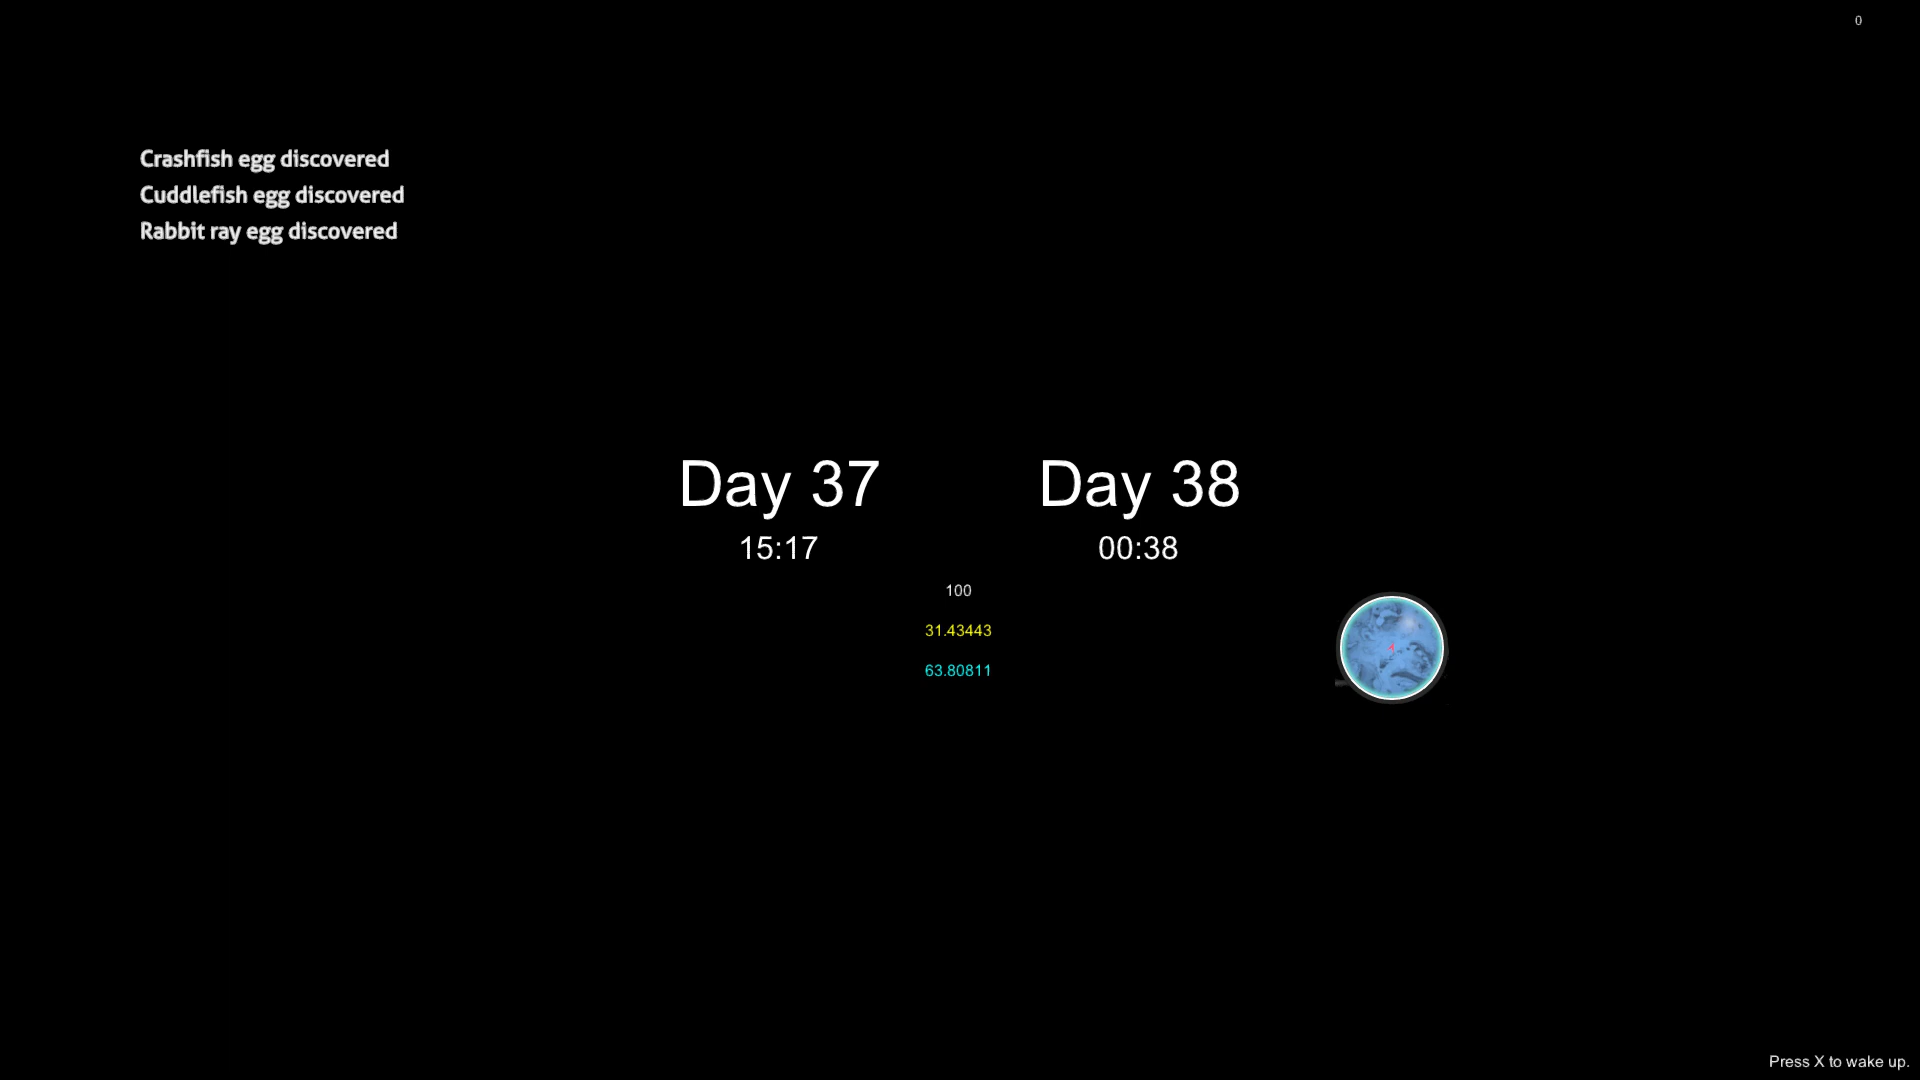 0
Crashfish egg discovered
Cuddlefish egg discovered
Rabbit ray egg discovered
Day 37 Day 38
15:17 00:38
100
31.43443
63.80811
Press X to wake up.